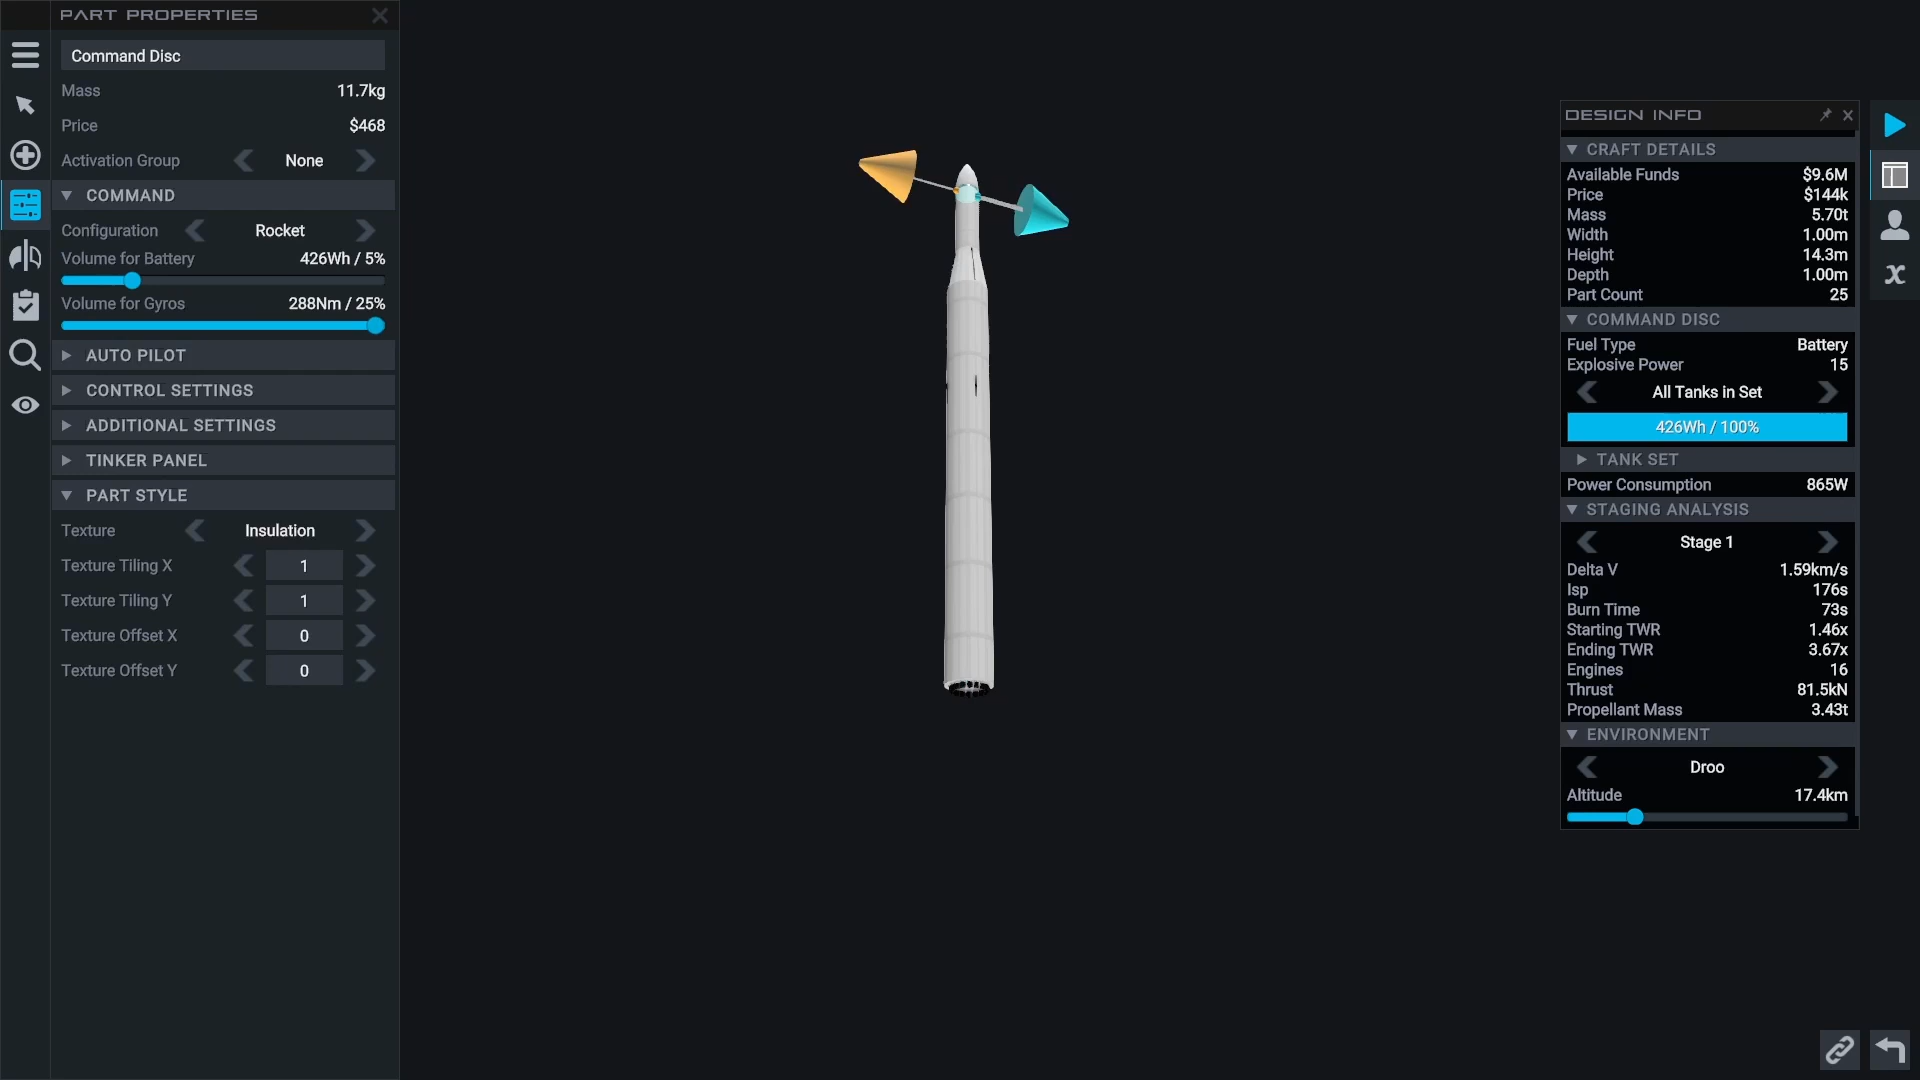 PART PROPERTIES
Command Disc
Mass 11.7kg
Price $468
Activation Group None
COMMAND
Configuration Rocket
Volume for Battery 426Wh / 5%
Volume for Gyros 288Nm / 25%
AUTO PILOT
CONTROL SETTINGS
ADDITIONAL SETTINGS
TINKER PANEL
PART STYLE
Texture Insulation
Texture Tiling X 1
Texture Tiling Y 1
Texture Offset X 0
Texture Offset Y 0
DESIGN INFO
CRAFT DETAILS
Available Funds $9.6M
Price $144k
Mass 5.70t
Width 1.00m
Height 14.3m
Depth 1.00m
Part Count 25
COMMAND DISC
Fuel Type Battery
Explosive Power 15
All Tanks in Set
426Wh / 100%
TANK SET
Power Consumption 865W
STAGING ANALYSIS
Stage 1
Delta V 1.59km/s
Isp 176s
Burn Time 73s
Starting TWR 1.46x
Ending TWR 3.67x
Engines 16
Thrust 81.5kN
Propellant Mass 3.43t
ENVIRONMENT
Droo
Altitude 17.4km